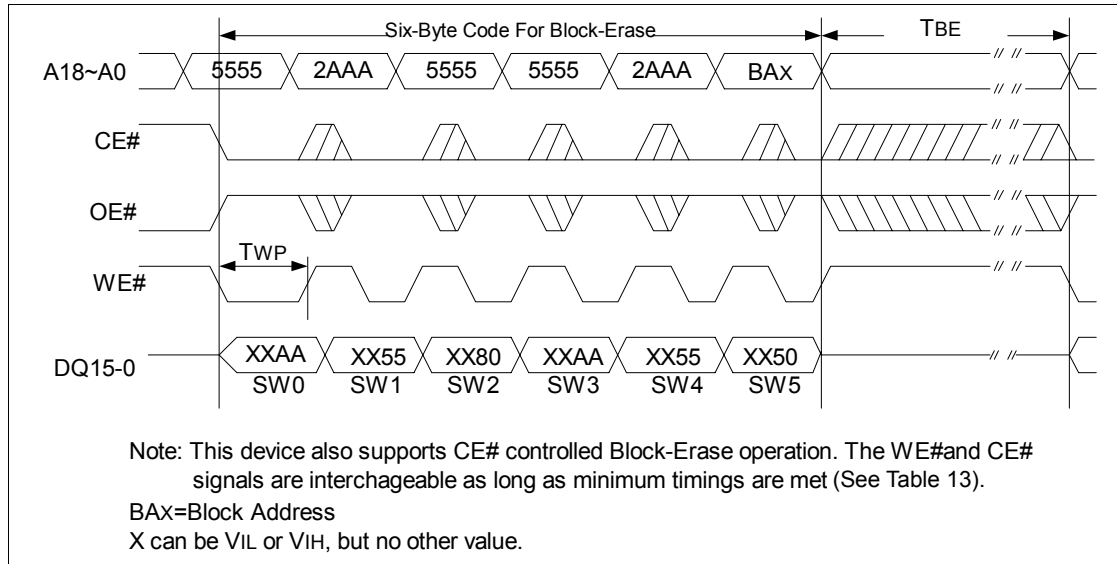 Six-Byte Code For Block-Erase
TBE
A18~A0
5555 2AAA 5555 5555 2AAA BAX
CE#
OE#
TWP
WE#
DQ15-0
XXAA XX55 XX80 XXAA XX55 XX50
SW0 SW1 SW2 SW3 SW4 SW5
Note: This device also supports CE# controlled Block-Erase operation. The WE#and CE#
signals are interchageable as long as minimum timings are met (See Table 13).
BAX=Block Address
X can be VIL or VIH, but no other value.